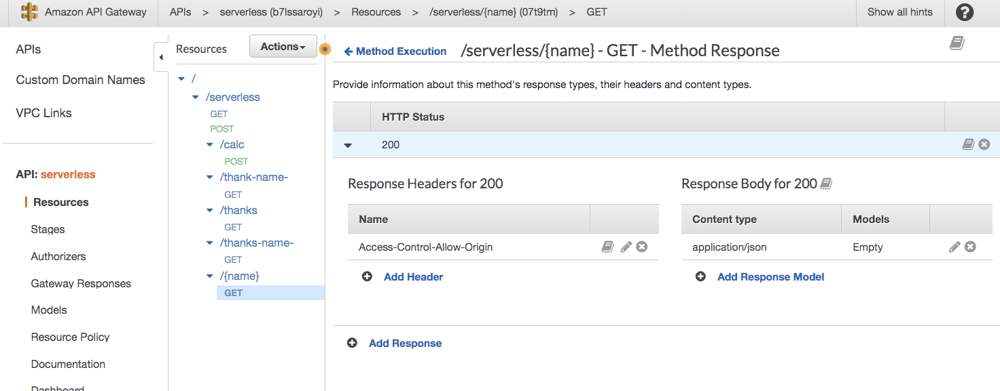 Amazon API Gateway APIs > serverless (b7lssaroyi) > Resources > /serverless/{name} (07t9tm) > GET Show all hints ?
APIs
Custom Domain Names
VPC Links
API: serverless
Resources
Stages
Authorizers
Gateway Responses
Models
Resource Policy
Documentation
Dashboard
Resources Actions
/
/serverless
GET
POST
/calc
POST
/thank-name-
GET
/thanks
GET
/thanks-name-
GET
/{name}
GET
Method Execution /serverless/{name} - GET - Method Response
Provide information about this method's response types, their headers and content types.
HTTP Status
200
Response Headers for 200
Name
Access-Control-Allow-Origin
Add Header
Response Body for 200
Content type Models
application/json Empty
Add Response Model
Add Response